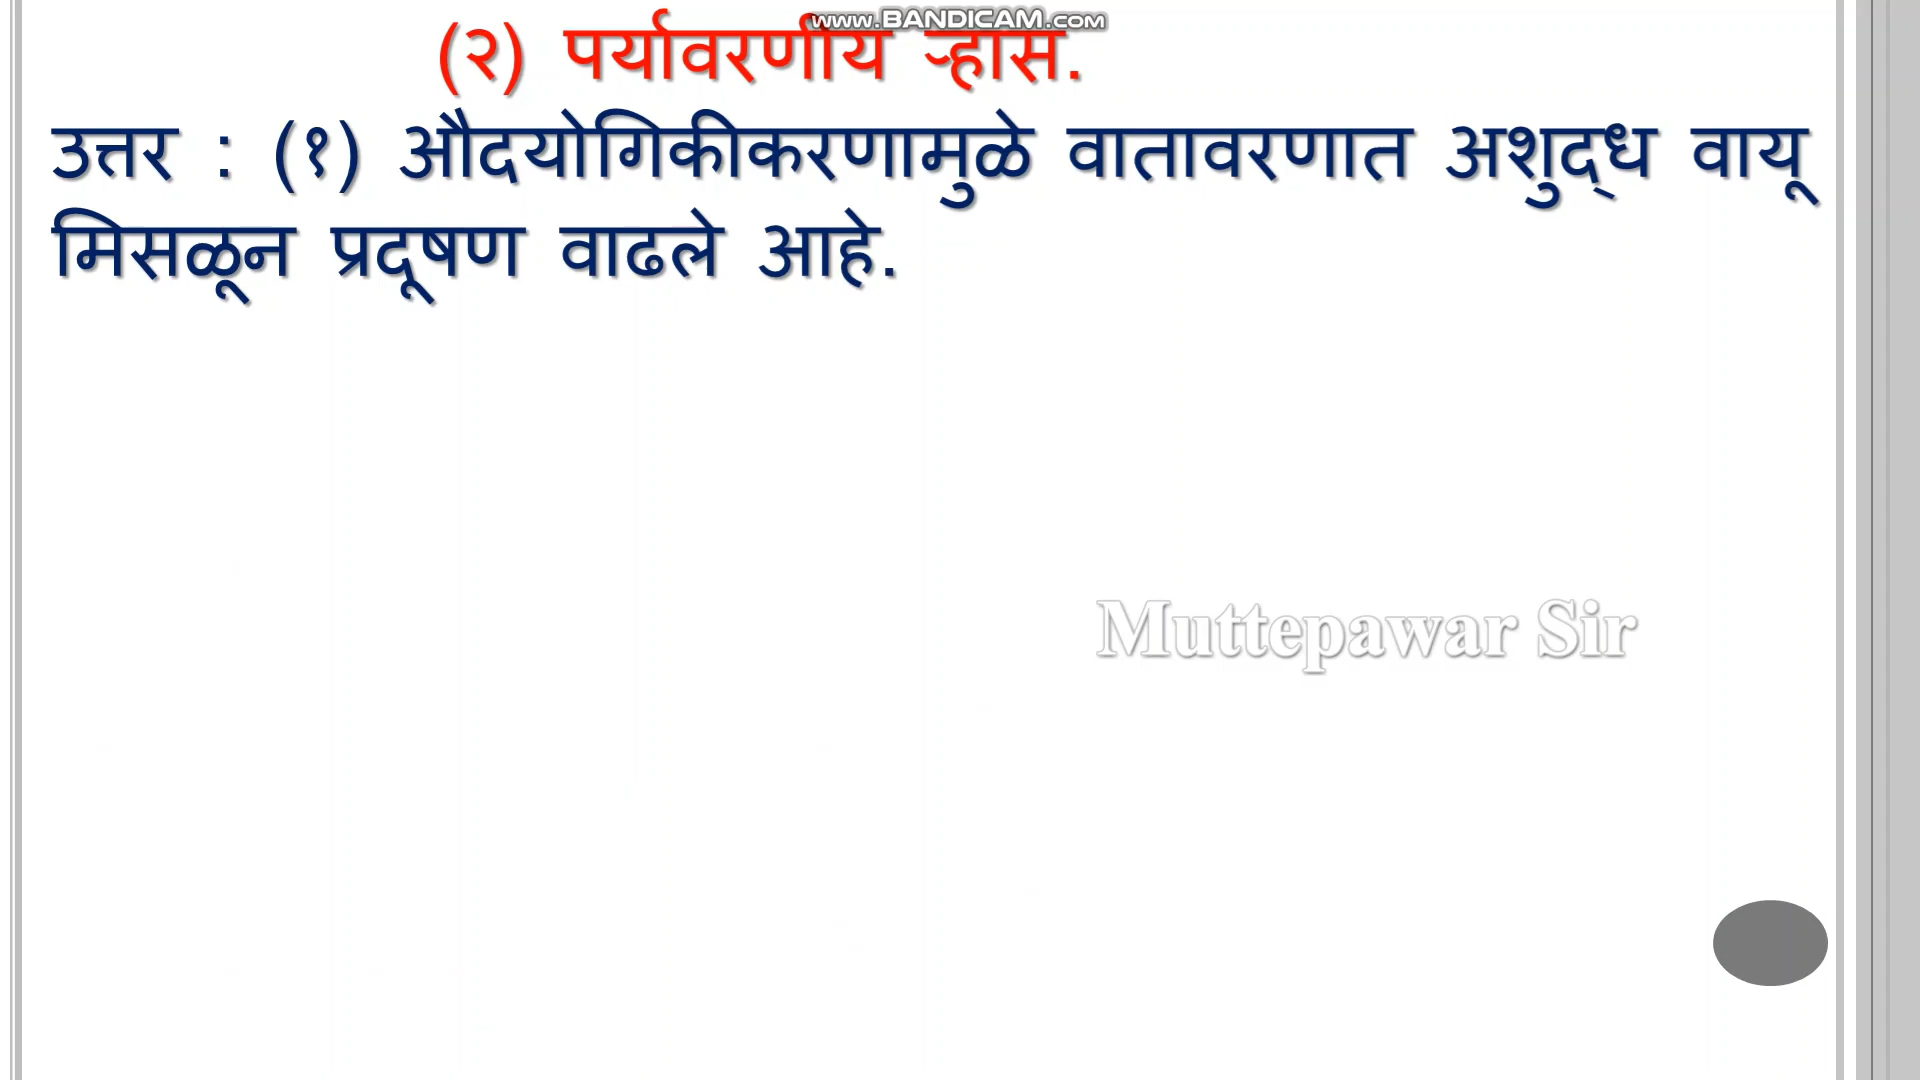 www.BANDICAM.com
(२) पर्यावरणीय ऱ्हास.
उत्तर : (१) औदयोगिकीकरणामुळे वातावरणात अशुद्ध वायू
मिसळून प्रदूषण वाढले आहे.
Muttepawar Sir